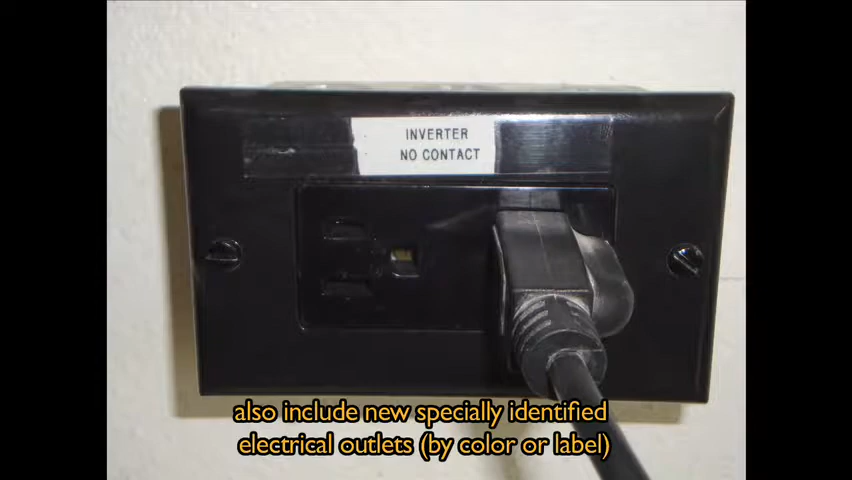 INVERTER
NO CONTACT
also include new specially identified
electrical outlets (by color or label)